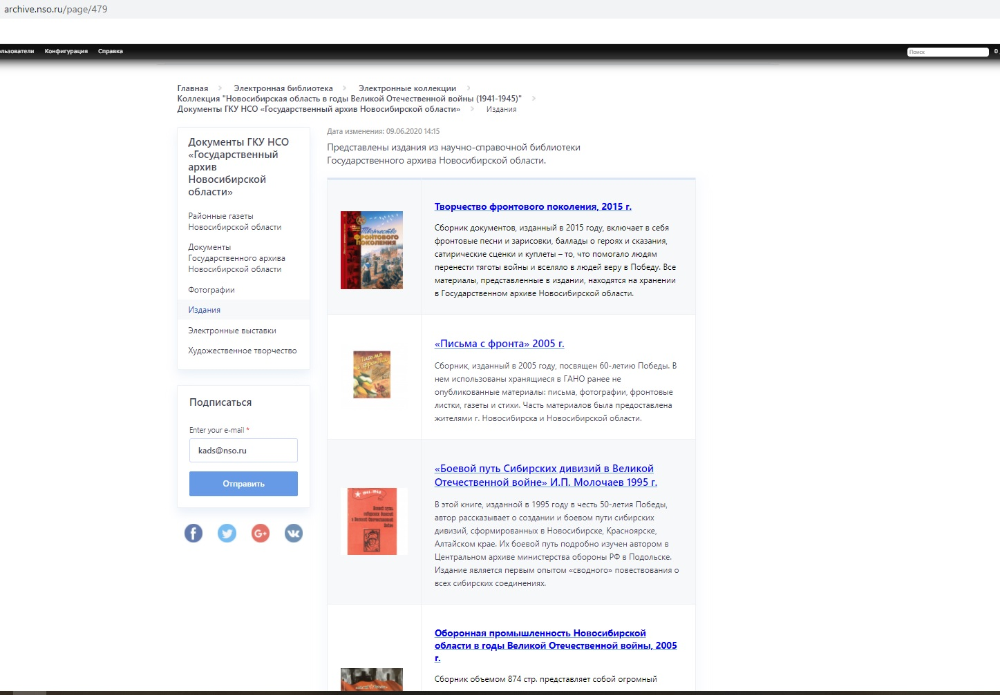 archive.nso.ru/page/479
ользователи Конфигурация Справка
Поиск
0
Главная Электронная библиотека Электронные коллекции
Коллекция "Новосибирская область в годы Великой Отечественной войны (1941-1945)"
Документы ГКУ НСО «Государственный архив Новосибирской области» Издания
Документы ГКУ НСО
«Государственный
архив
Новосибирской
области»
Районные газеты
Новосибирской области
Документы
Государственного архива
Новосибирской области
Фотографии
Издания
Электронные выставки
Художественное творчество
Подписаться
Enter your e-mail *
kads@nso.ru
Отправить
f
G+
Дата изменения: 09.06.2020 14:15
Представлены издания из научно-справочной библиотеки
Государственного архива Новосибирской области.
Творчество
фронтового
поколения
Творчество фронтового поколения, 2015 г.
Сборник документов, изданный в 2015 году, включает в себя
фронтовые песни и зарисовки, баллады о героях и сказания,
сатирические сценки и куплеты – то, что помогало людям
перенести тяготы войны и вселяло в людей веру в Победу. Все
материалы, представленные в издании, находятся на хранении
в Государственном архиве Новосибирской области.
Письма
с фронта
«Письма с фронта» 2005 г.
Сборник, изданный в 2005 году, посвящен 60-летию Победы. В
нем использованы хранящиеся в ГАНО ранее не
опубликованные материалы: письма, фотографии, фронтовые
листки, газеты и стихи. Часть материалов была предоставлена
жителями г. Новосибирска и Новосибирской области.
Боевой путь
сибирских дивизий
в Великой Отечественной
войне
«Боевой путь Сибирских дивизий в Великой
Отечественной войне» И.П. Молочаев 1995 г.
В этой книге, изданной в 1995 году в честь 50-летия Победы,
автор рассказывает о создании и боевом пути сибирских
дивизий, сформированных в Новосибирске, Красноярске,
Алтайском крае. Их боевой путь подробно изучен автором в
Центральном архиве министерства обороны РФ в Подольске.
Издание является первым опытом «сводного» повествования о
всех сибирских соединениях.
Оборонная промышленность Новосибирской
области в годы Великой Отечественной войны, 2005
г.
Сборник объемом 874 стр. представляет собой огромный